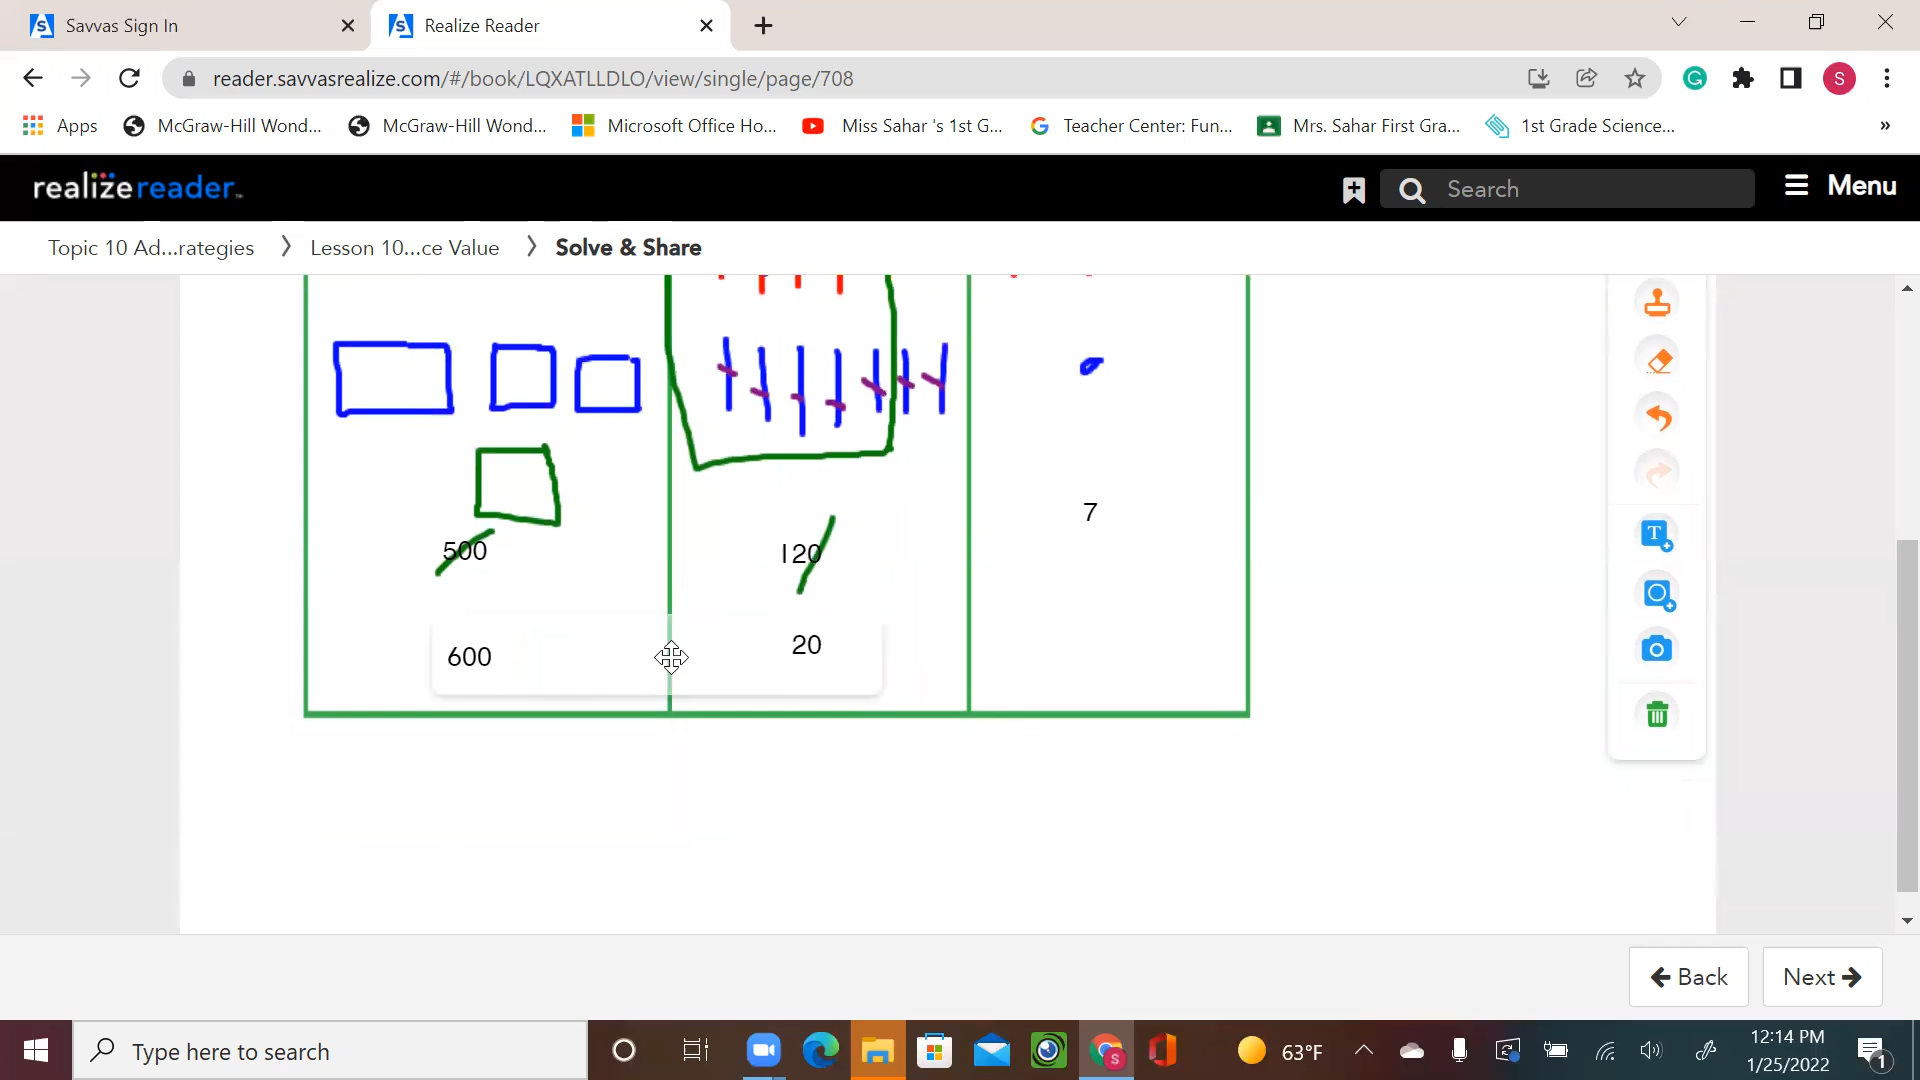 Savvas Sign In
Realize Reader
reader.savvasrealize.com/#/book/LQXATLLDLO/view/single/page/708
S
Apps
McGraw-Hill Wond...
McGraw-Hill Wond...
Microsoft Office Ho...
Miss Sahar 's 1st G...
Teacher Center: Fun...
Mrs. Sahar First Gra...
1st Grade Science...
»
realizereader
Search
Menu
Topic 10 Ad...rategies
Lesson 10...ce Value
Solve & Share
7
500
120
600
20
Back
Next
Type here to search
63°F
12:14 PM
1/25/2022
1